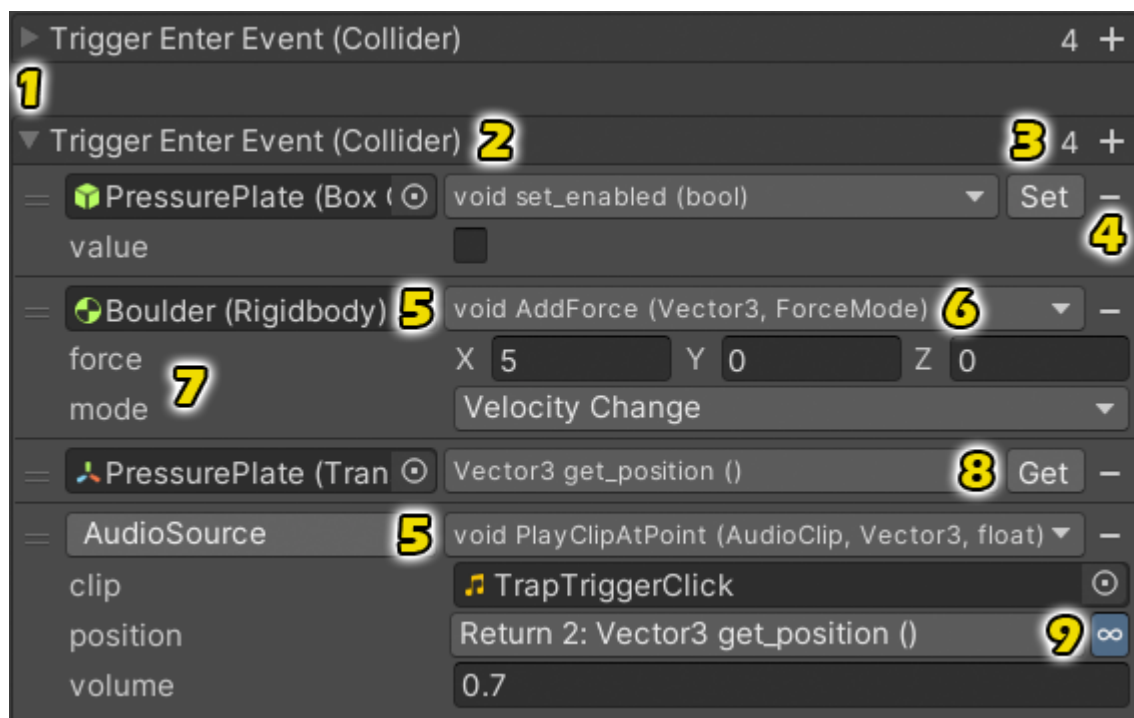 Trigger Enter Event (Collider) 4 +
1
Trigger Enter Event (Collider) 2 3 4 +
PressurePlate (Box ( void set_enabled (bool) Set −
value 4
Boulder (Rigidbody) 5 void AddForce (Vector3, ForceMode) 6 −
force X 5 Y 0 Z 0
7
mode Velocity Change
PressurePlate (Tran Vector3 get_position () 8 Get −
AudioSource 5 void PlayClipAtPoint (AudioClip, Vector3, float) −
clip TrapTriggerClick
position Return 2: Vector3 get_position () 9 ∞
volume 0.7